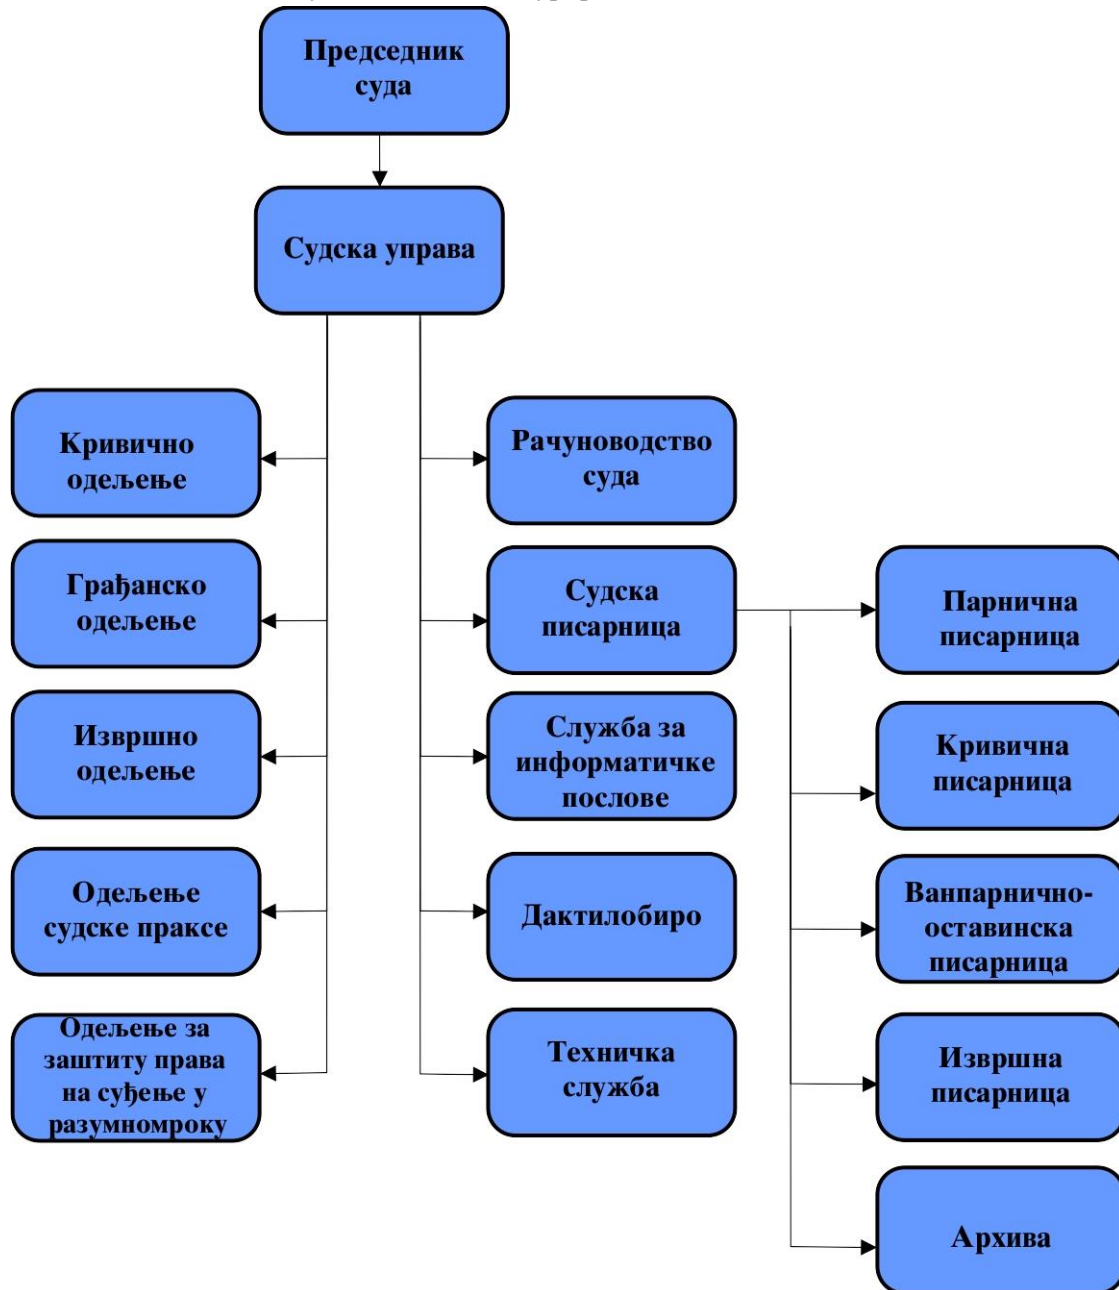 Председник
суда
Судска управа
Кривично
одељење
Грађанско
одељење
Извршно
одељење
Одељење
судске праксе
Одељење за
заштиту права
на суђење у
разумномроку
Рачуноводство
суда
Судска
писарница
Служба за
информатичке
послове
Дактилобиро
Техничка
служба
Парнична
писарница
Кривична
писарница
Ванпарнично-
оставинска
писарница
Извршна
писарница
Архива